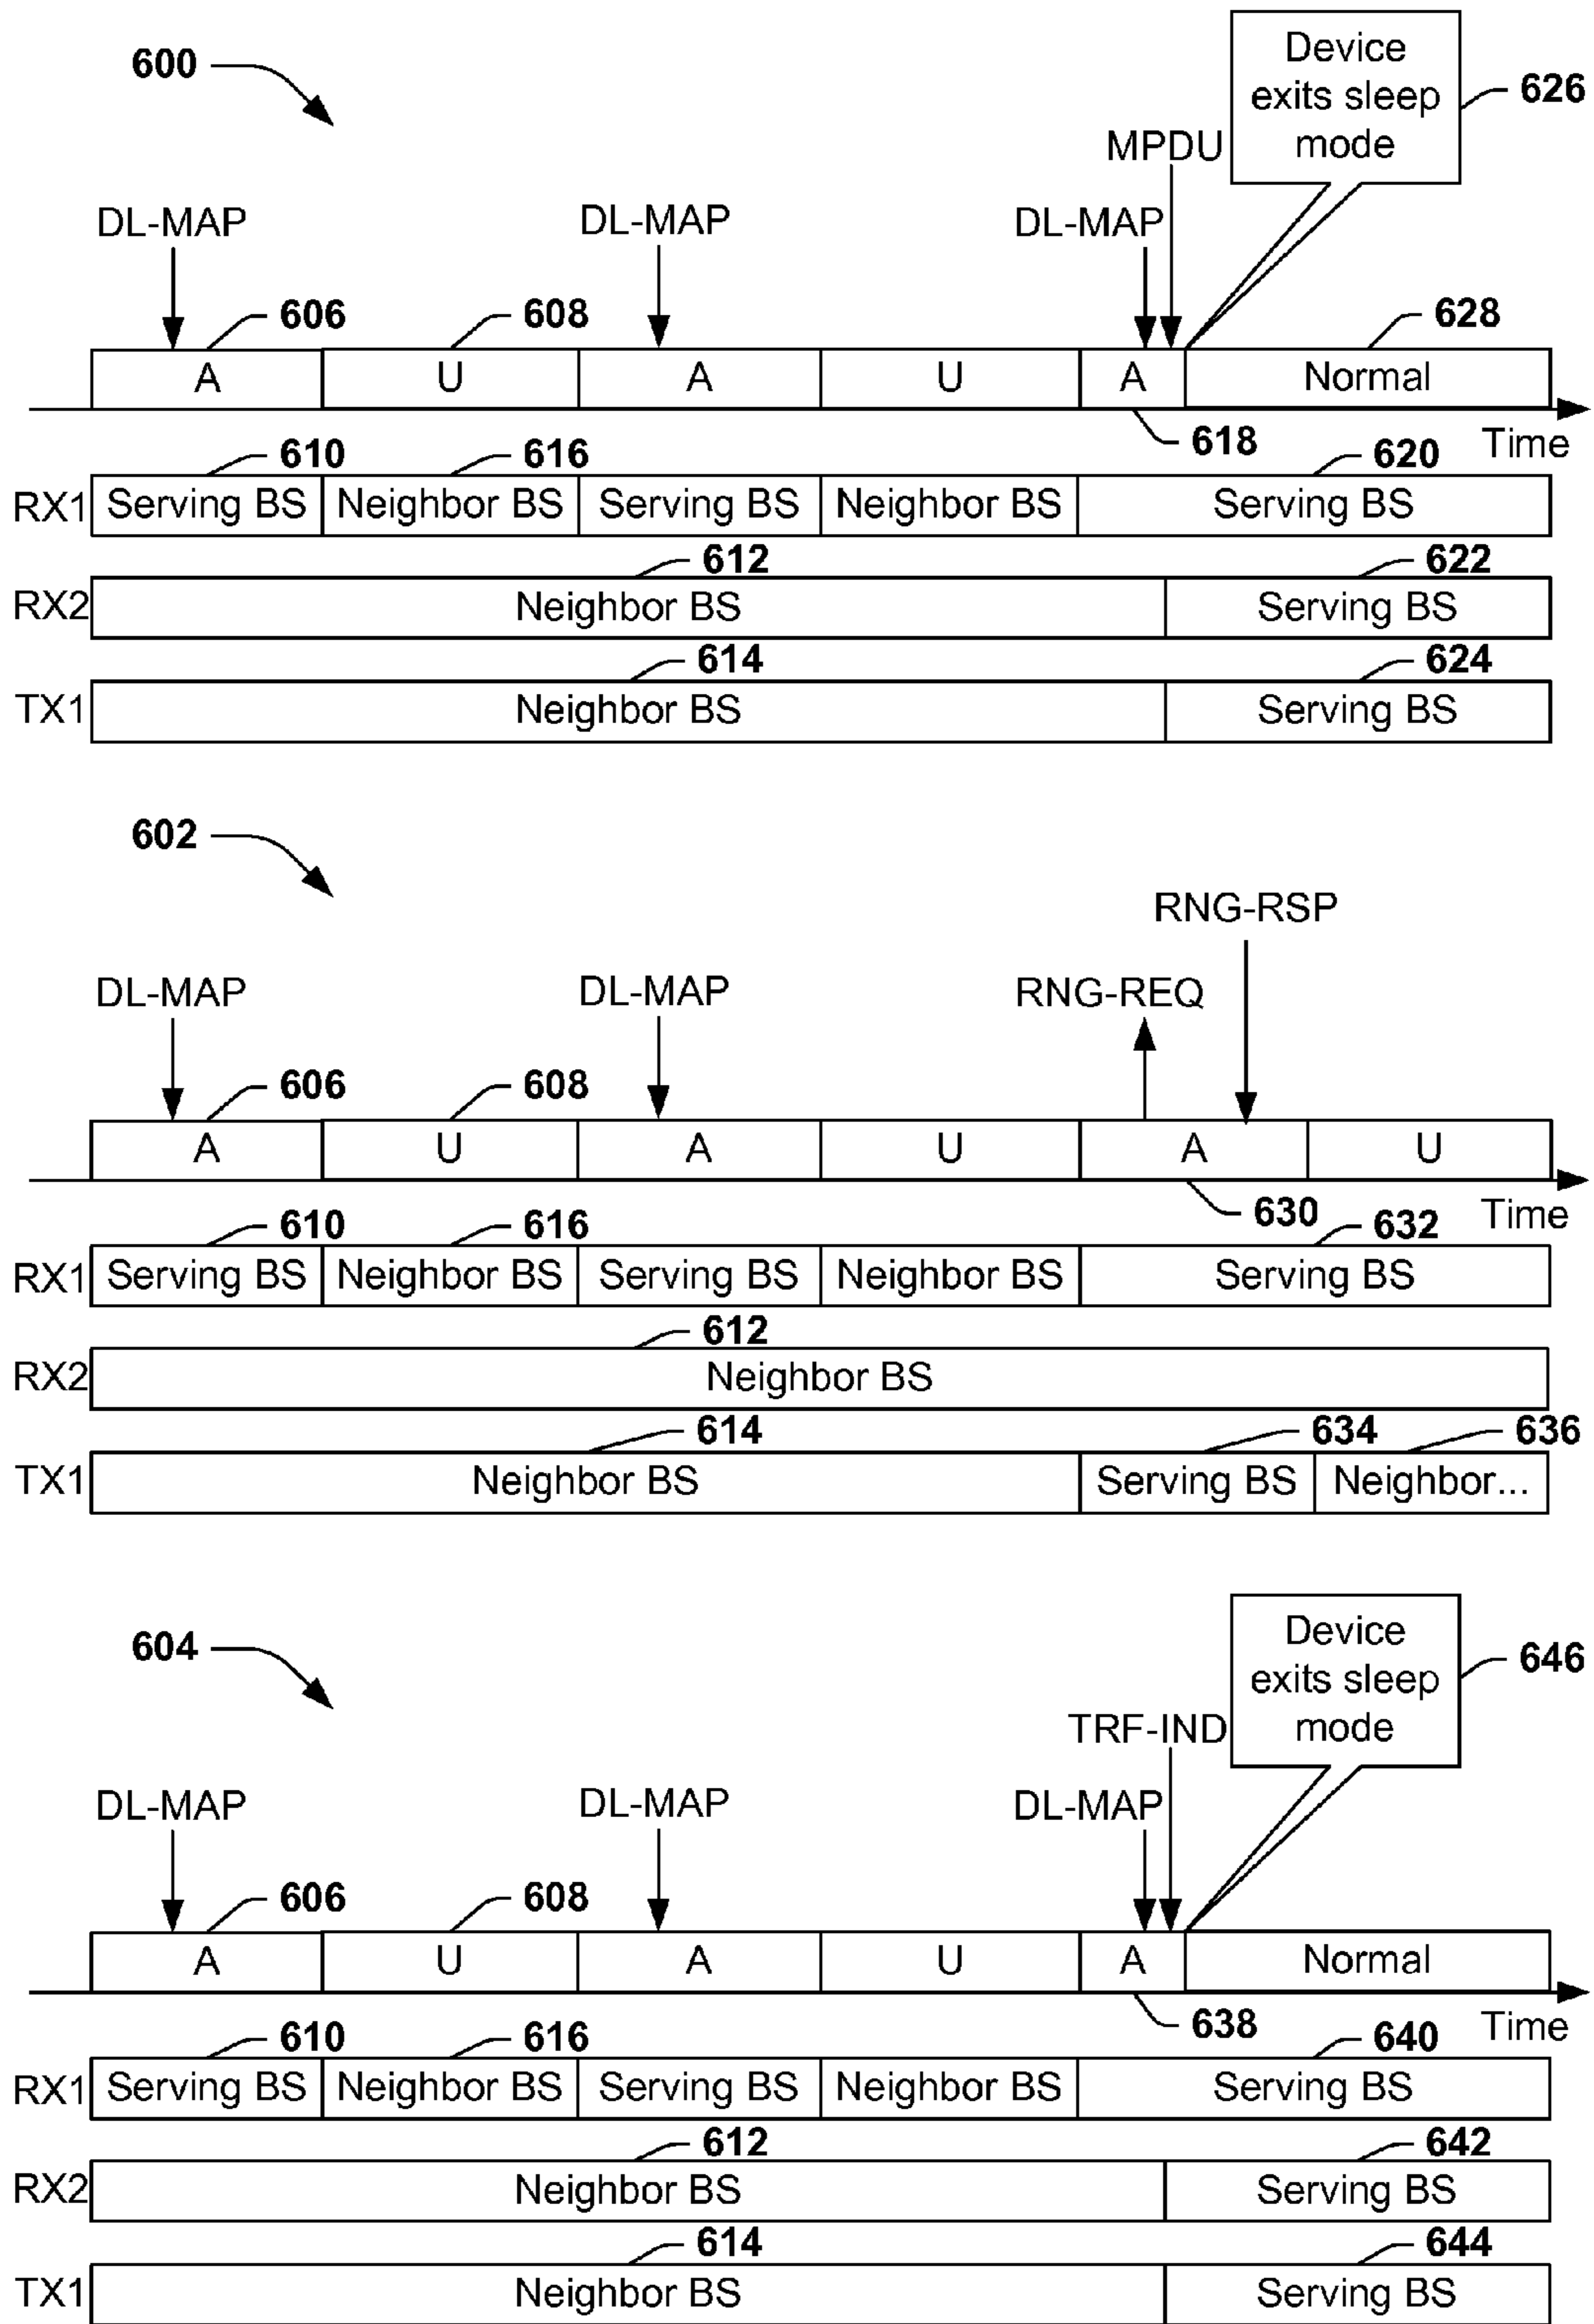 Device
exits sleep
mode
600
626
MPDU
DL-MAP
DL-MAP
DL-MAP
606
608
628
A
U
A
U
A
Normal
618
Time
610
616
620
RX1
Serving BS
Neighbor BS
Serving BS
Neighbor BS
Serving BS
612
622
RX2
Neighbor BS
Serving BS
614
624
TX1
Neighbor BS
Serving BS
602
RNG-RSP
DL-MAP
DL-MAP
RNG-REQ
606
608
A
U
A
U
A
U
630
Time
610
616
632
RX1
Serving BS
Neighbor BS
Serving BS
Neighbor BS
Serving BS
612
RX2
Neighbor BS
614
634
636
TX1
Neighbor BS
Serving BS
Neighbor...
604
Device
exits sleep
mode
646
TRF-IND
DL-MAP
DL-MAP
DL-MAP
606
608
A
U
A
U
A
Normal
638
Time
610
616
640
RX1
Serving BS
Neighbor BS
Serving BS
Neighbor BS
Serving BS
612
642
RX2
Neighbor BS
Serving BS
614
644
TX1
Neighbor BS
Serving BS